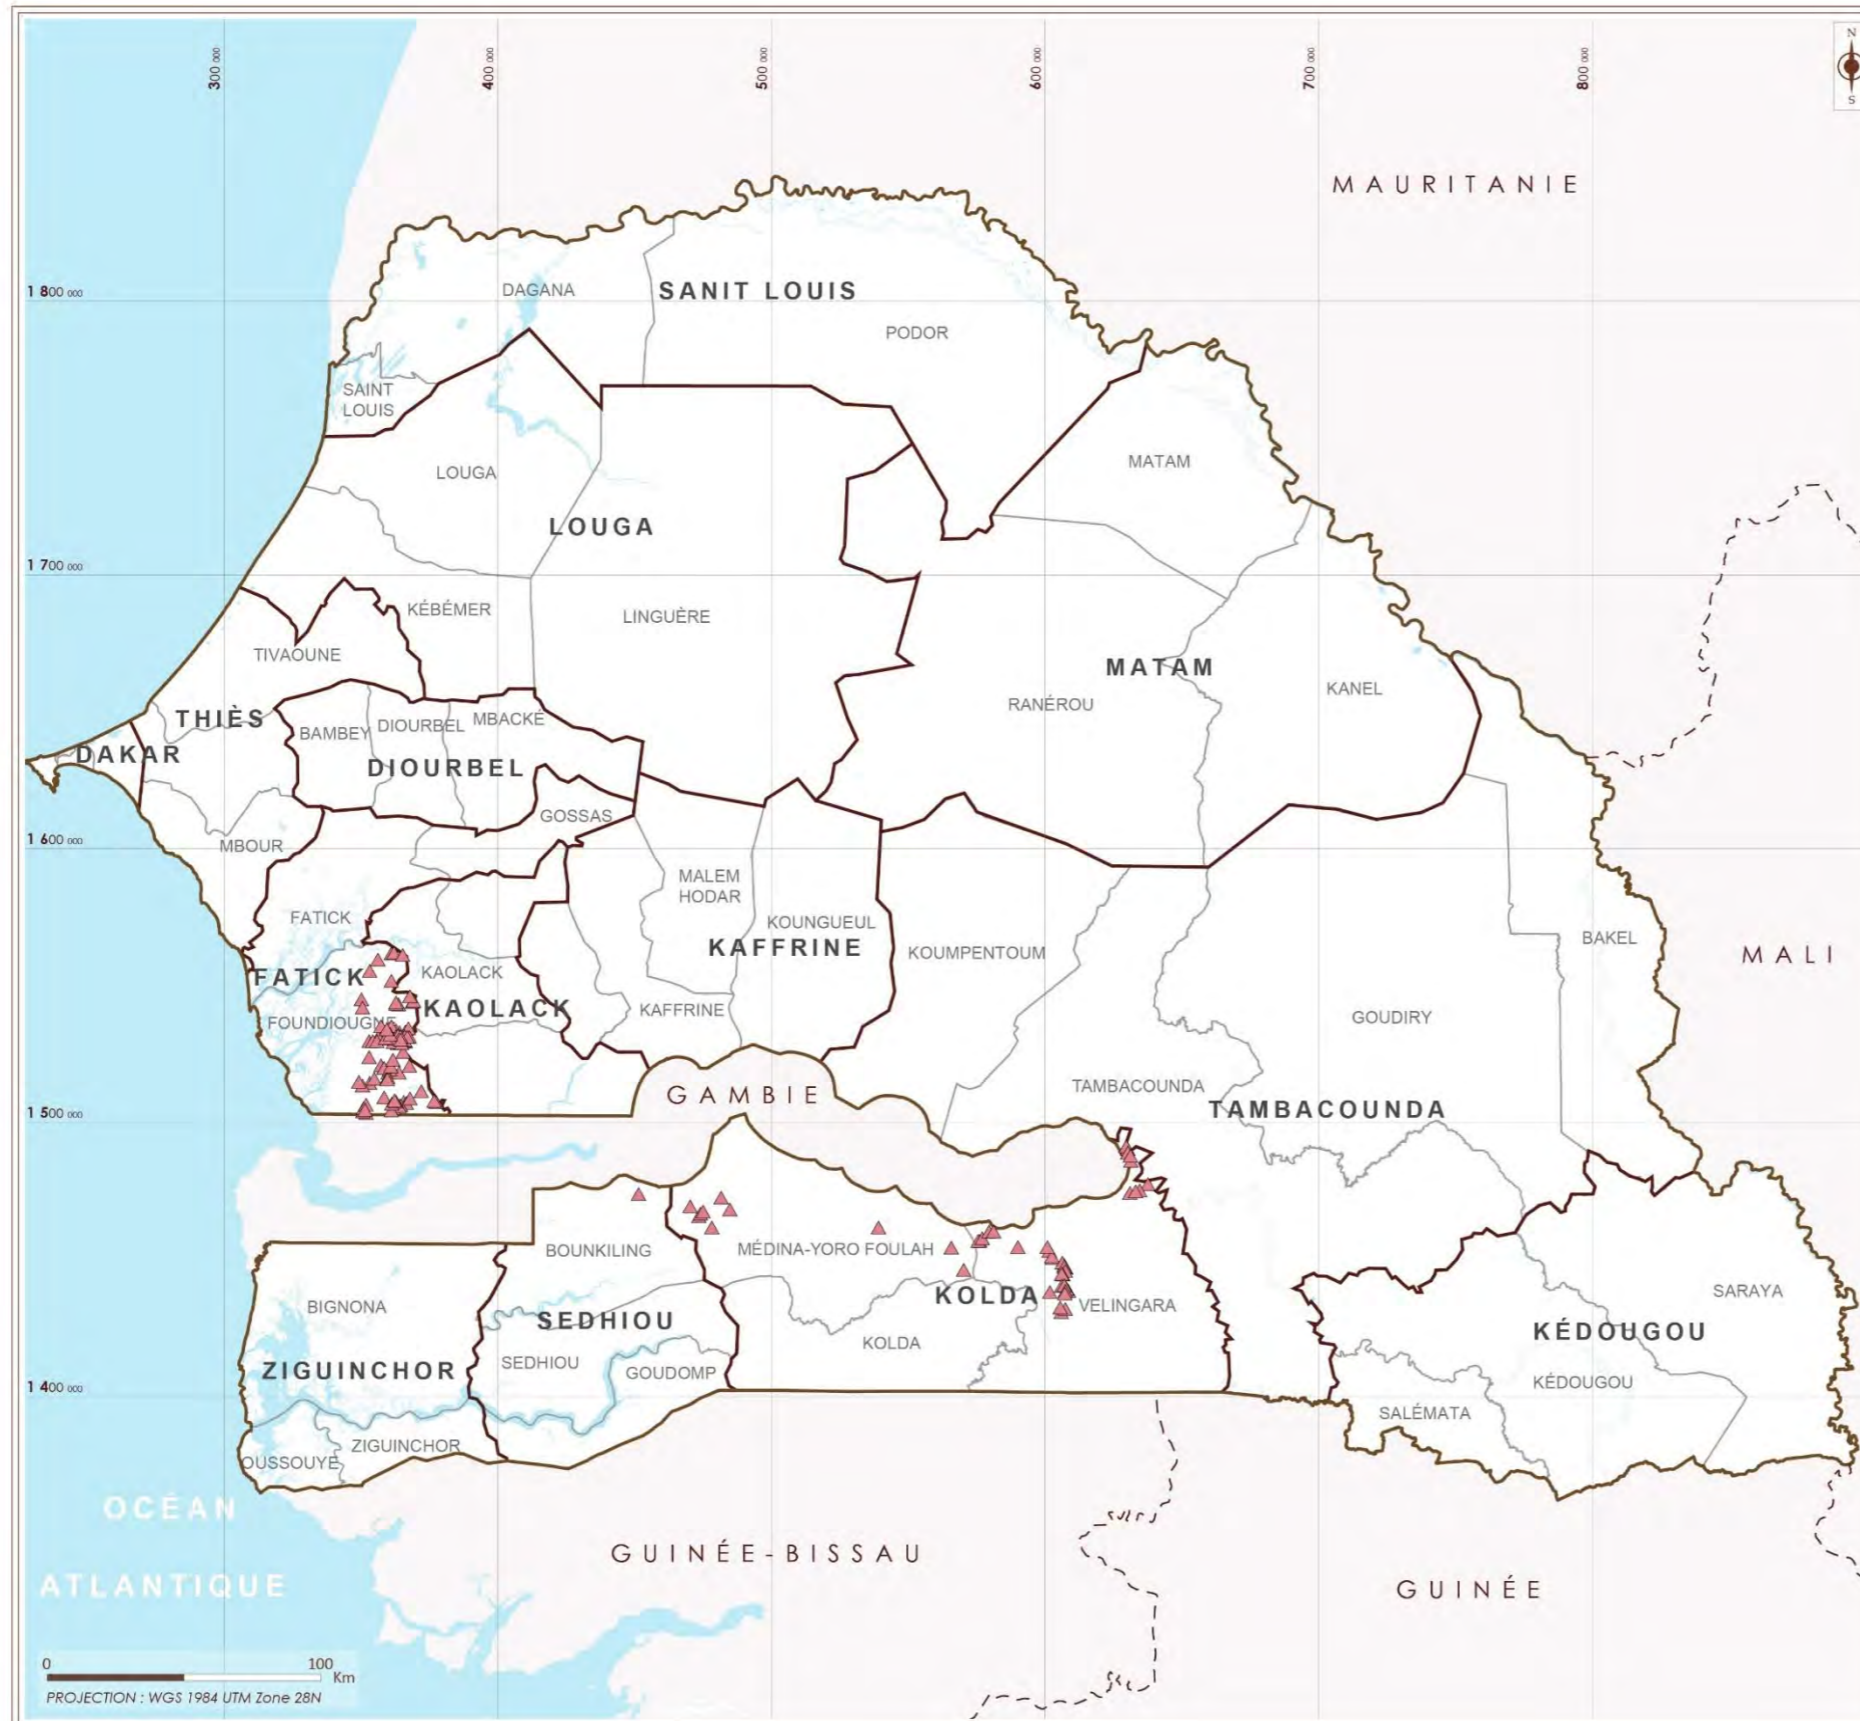 300 000
400 000
500 000
600 000
700 000
800 000
N
S
MAURITANIE
1 800 000
DAGANA
SANIT LOUIS
PODOR
SAINT
LOUIS
LOUGA
MATAM
LOUGA
1 700 000
KÉBÉMER
LINGUÈRE
TIVAOUNE
MATAM
KANEL
RANÉROU
THIÈS
BAMBEY
DIOURBEL
MBACKÉ
DAKAR
DIOURBEL
GOSSAS
1 600 000
MBOUR
MALEM
HODAR
FATICK
KOUNGUEUL
KAFFRINE
KOUMPENTOUM
BAKEL
MALI
FATICK
KAOLACK
KAOLACK
KAFFRINE
FOUNDIOUGNE
GOUDIRY
GAMBIE
TAMBACOUNDA
TAMBACOUNDA
1 500 000
BOUNKILING
MÉDINA-YORO FOULAH
BIGNONA
KOLDA
VELINGARA
SARAYA
SEDHIOU
KOLDA
KÉDOUGOU
ZIGUINCHOR
SEDHIOU
GOUDOMP
1 400 000
KÉDOUGOU
SALÉMATA
ZIGUINCHOR
OUSSOUYE
OCÉAN
ATLANTIQUE
GUINÉE-BISSAU
GUINÉE
0 100 Km
PROJECTION : WGS 1984 UTM Zone 28N